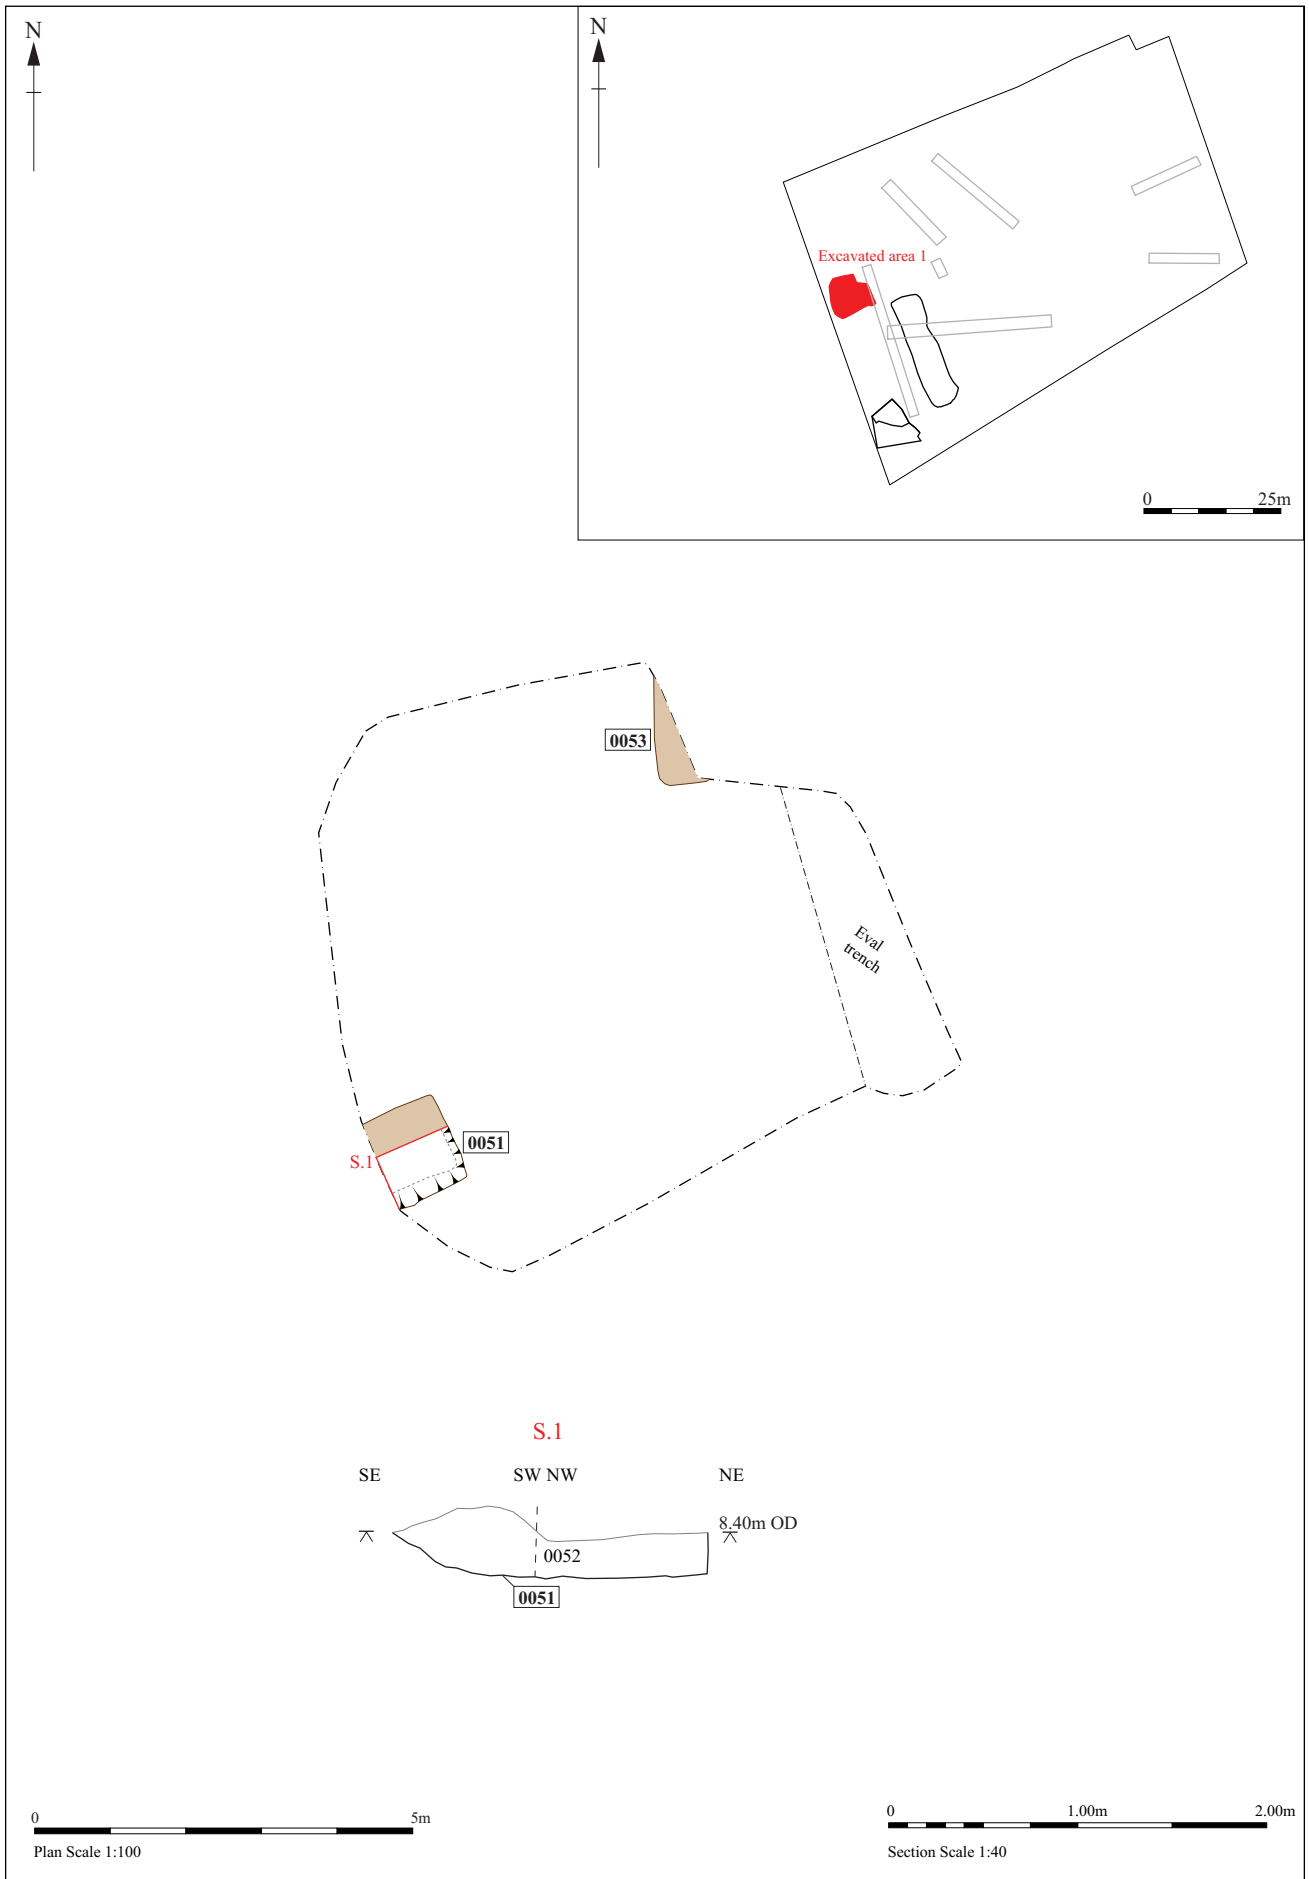 N
N
Excavated area 1
0 25m
0053
Eval
trench
0051
S.1
S.1
SE SW NW NE
8.40m OD
0052
0051
0 5m
Plan Scale 1:100
0 1.00m 2.00m
Section Scale 1:40